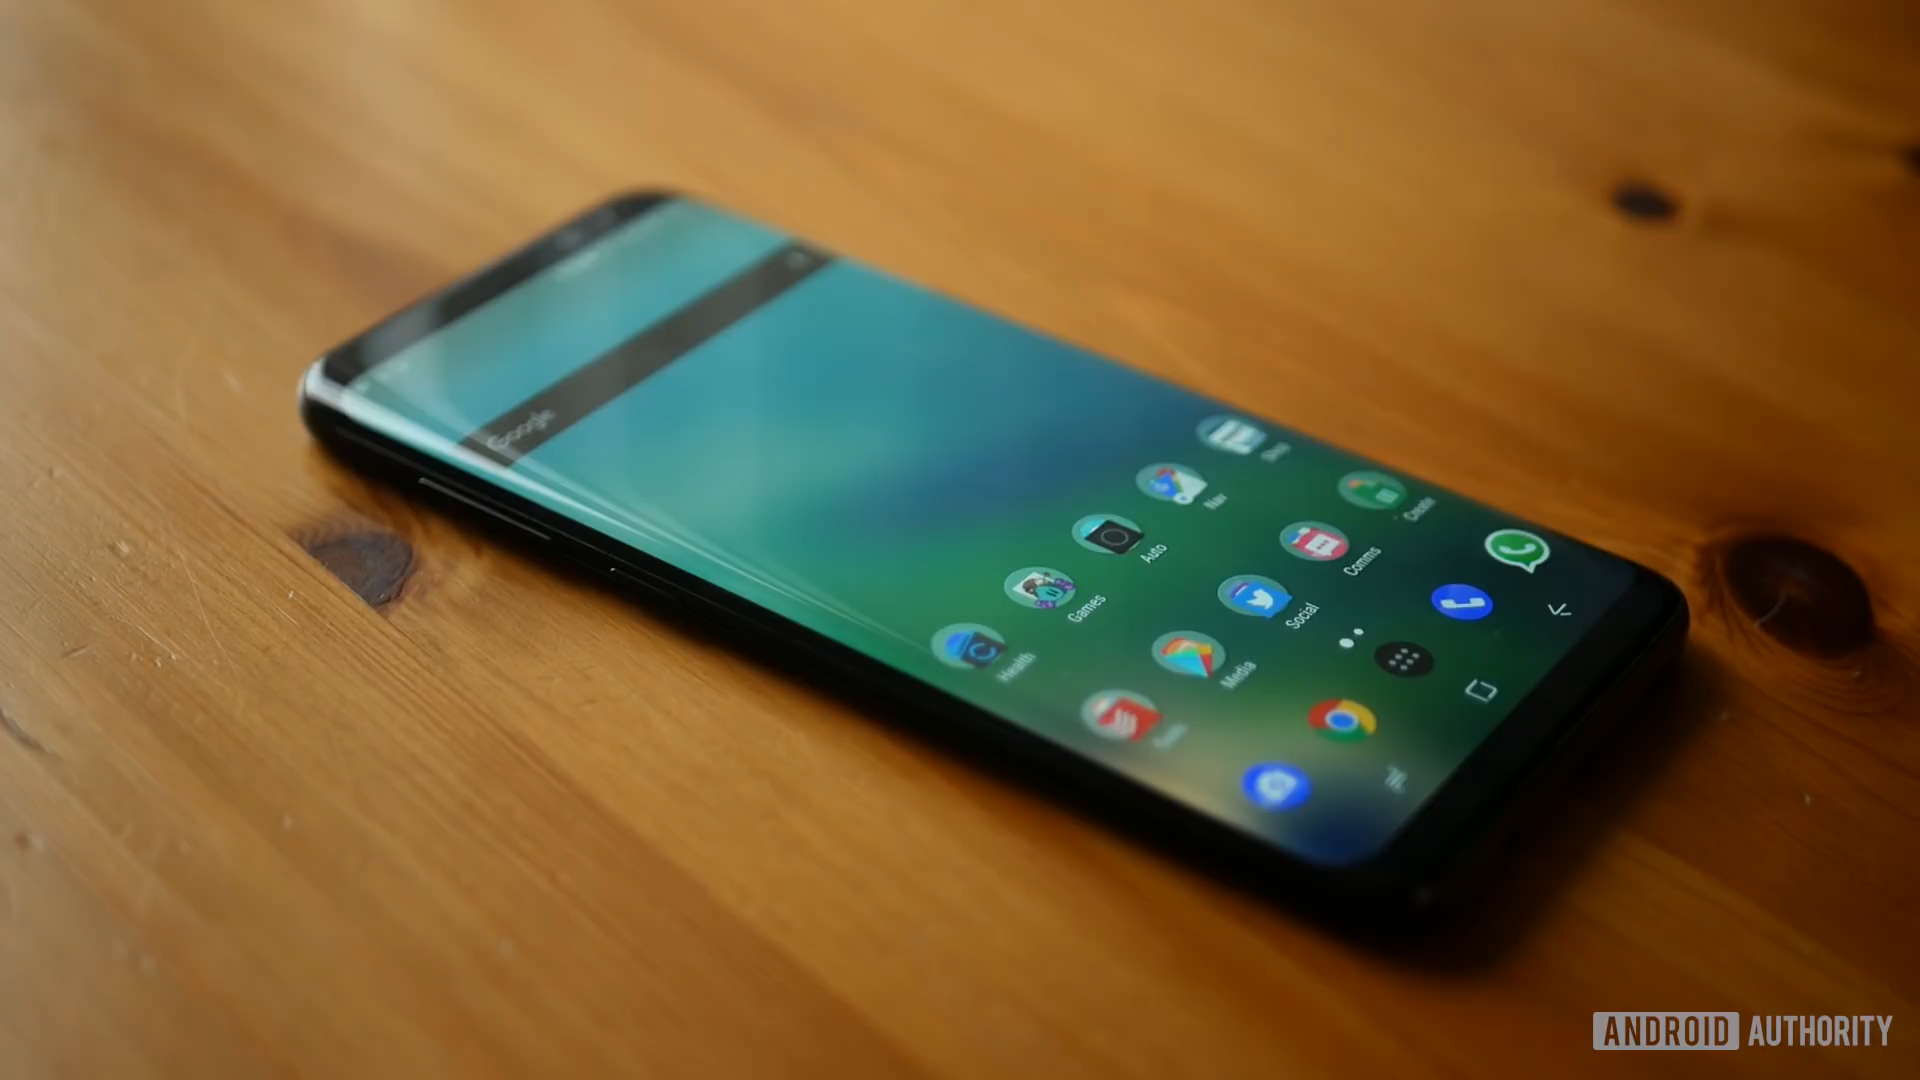 Google
Nav
Create
Auto
Comms
Games
Social
Health
Media
ANDROID AUTHORITY